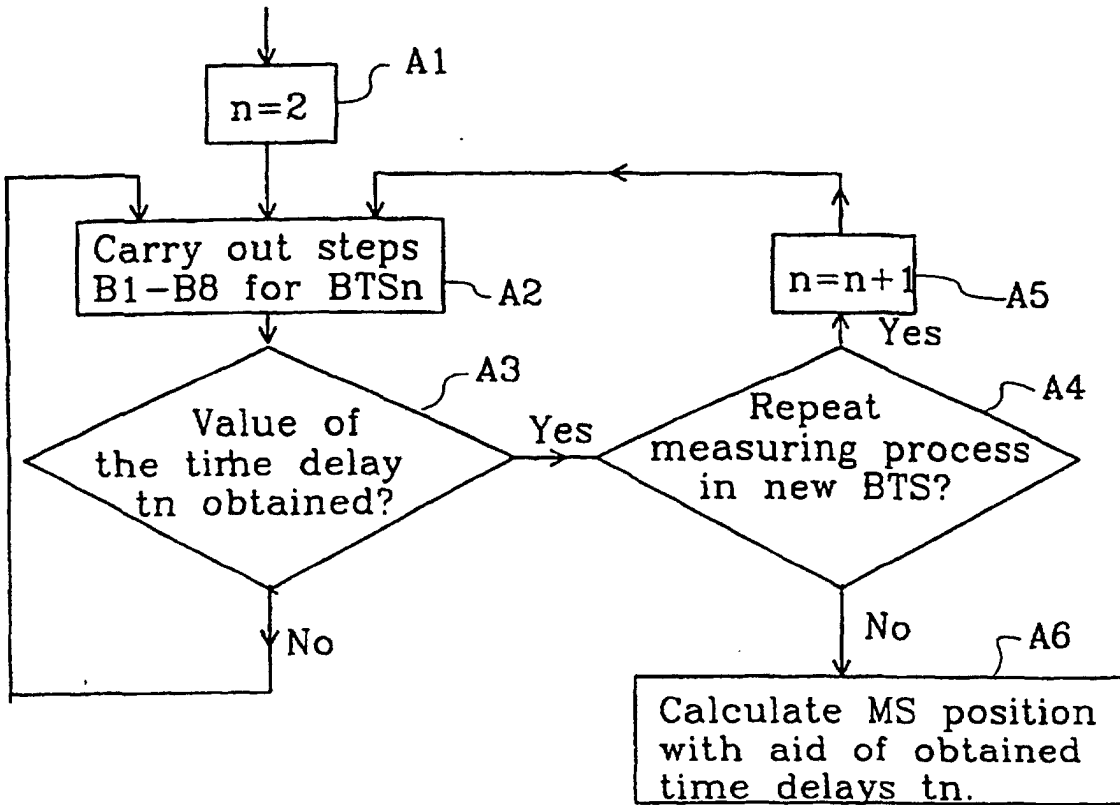 A1
n=2
Carry out steps
B1-B8 for BTSn
A2
A3
Value of
the time delay
tn obtained?
Yes
No
n=n+1
A5
Yes
A4
Repeat
measuring process
in new BTS?
No
A6
Calculate MS position
with aid of obtained
time delays tn.